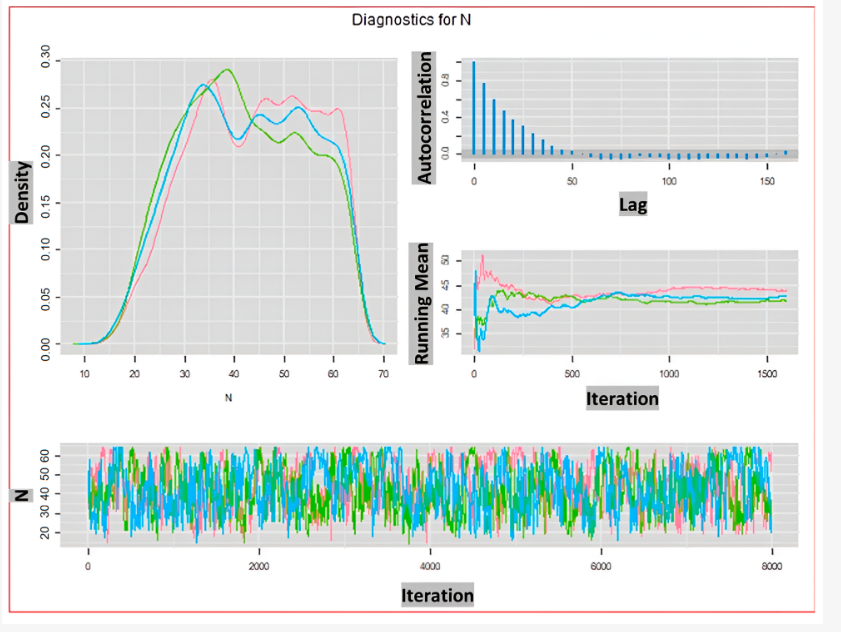 Diagnostics for N
Density
0.00 0.05 0.10 0.15 0.20 0.25 0.30
10 20 30 40 50 60 70
N
Autocorrelation
0.0 0.4 0.8
0 50 100 150
Lag
Running Mean
35 40 45 50
0 500 1000 1500
Iteration
N
20 30 40 50 60
0 2000 4000 6000 8000
Iteration